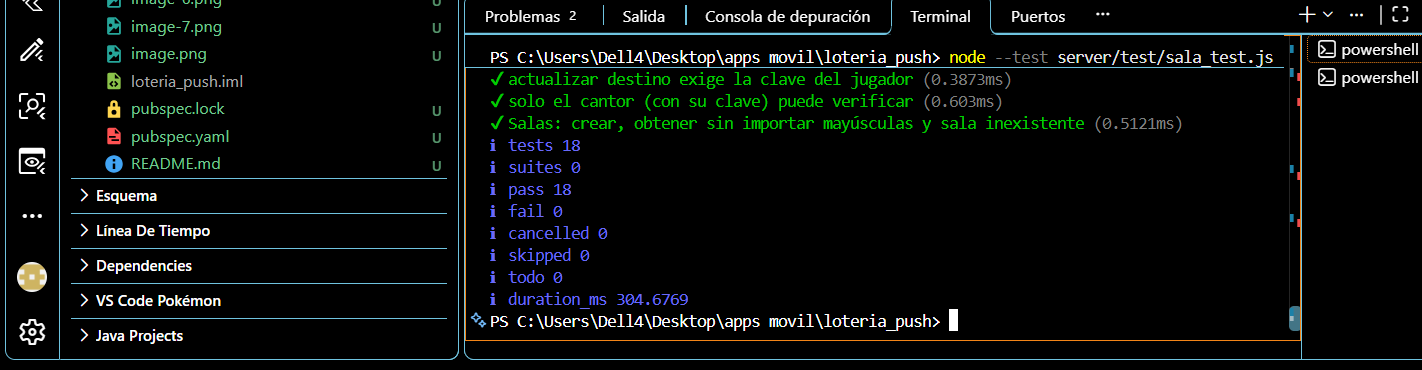 image-6.png U
image-7.png U
image.png U
loteria_push.iml
pubspec.lock U
pubspec.yaml U
README.md U
Esquema
Línea De Tiempo
Dependencies
VS Code Pokémon
Java Projects
Problemas 2 Salida Consola de depuración Terminal Puertos ···
powershell
powershell
PS C:\Users\Dell4\Desktop\apps movil\loteria_push> node --test server/test/sala_test.js
✔ actualizar destino exige la clave del jugador (0.3873ms)
✔ solo el cantor (con su clave) puede verificar (0.603ms)
✔ Salas: crear, obtener sin importar mayúsculas y sala inexistente (0.5121ms)
ℹ tests 18
ℹ suites 0
ℹ pass 18
ℹ fail 0
ℹ cancelled 0
ℹ skipped 0
ℹ todo 0
ℹ duration_ms 304.6769
PS C:\Users\Dell4\Desktop\apps movil\loteria_push>